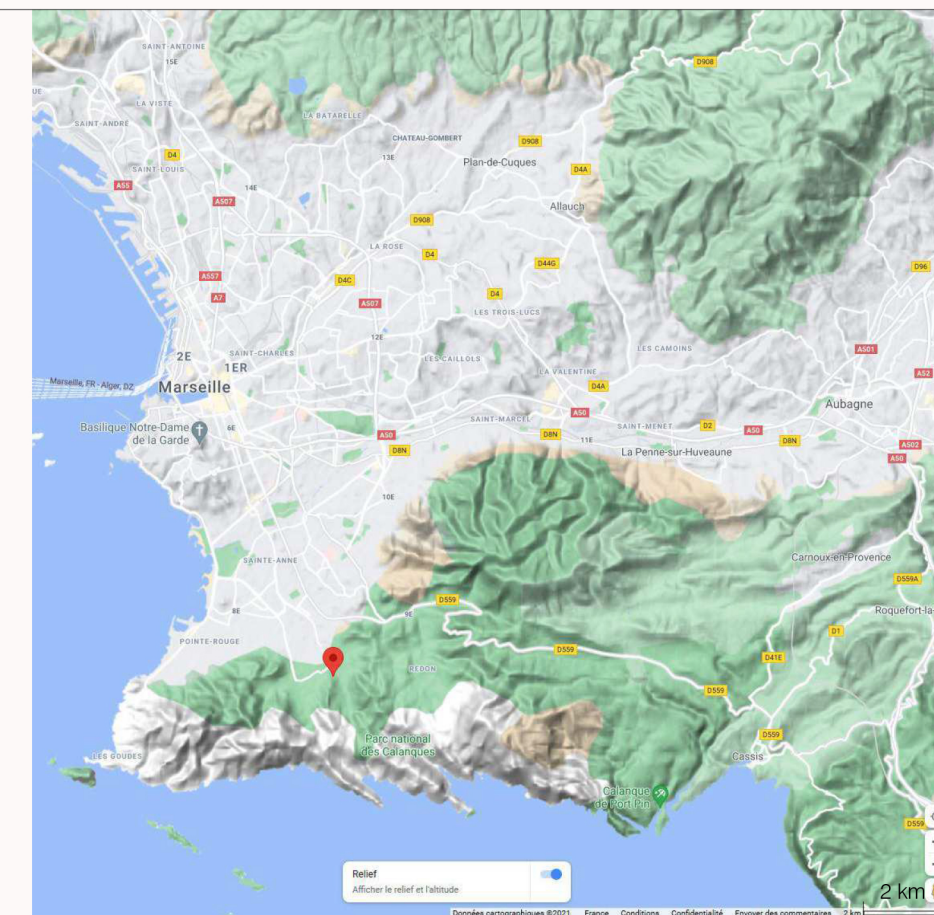 SAINT-ANTOINE
15E
D908
UE
LA VISTE
SAINT-ANDRÉ
LA BATARELLE
CHATEAU-GOMBERT
D908
13E
D4
Plan-de-Cuques
SAINT-LOUIS
D4A
A55
14E
A507
Allauch
D908
LA ROSE
D4
D44G
D96
A557
D4C
A7
A507
D4
LES TROIS-LUCS
12E
2E
SAINT-CHARLES
1ER
LES CAILLOLS
LES CAMOINS
A501
LA VALENTINE
A52
Marseille, FR - Alger, DZ
Marseille
D4A
Aubagne
Basilique Notre-Dame
de la Garde
6E
SAINT-MARCEL
A50
SAINT-MENET
D2
A50
A50
D8N
11E
D8N
A502
D8N
La Penne-sur-Huveaune
A50
10E
SAINTE-ANNE
Carnoux-en-Provence
D559A
8E
D559
9E
Roquefort-la-
POINTE-ROUGE
D1
D559
D41E
REDON
D559
Parc national
des Calanques
D559
LES GOUDES
Cassis
Calanque
de Port Pin
D559
Relief
Afficher le relief et l'altitude
2 km
Données cartographiques ©2021 France Conditions Confidentialité Envoyer des commentaires 2 km